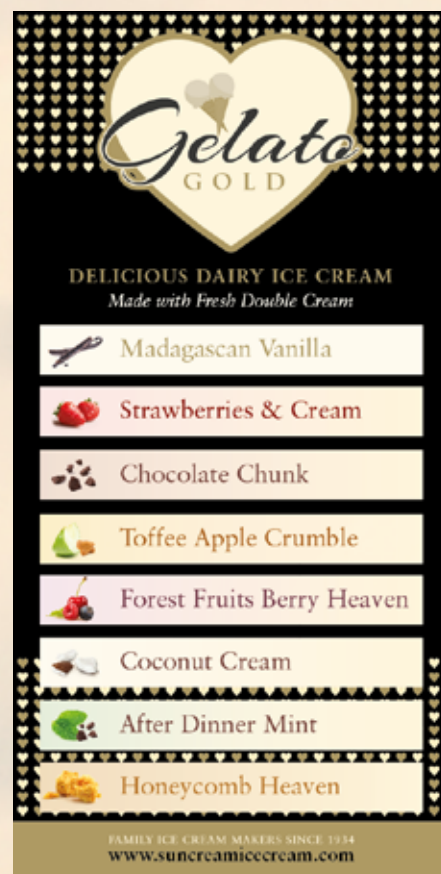 Gelato
GOLD
DELICIOUS DAIRY ICE CREAM
Made with Fresh Double Cream
Madagascan Vanilla
Strawberries & Cream
Chocolate Chunk
Toffee Apple Crumble
Forest Fruits Berry Heaven
Coconut Cream
After Dinner Mint
Honeycomb Heaven
FAMILY ICE CREAM MAKERS SINCE 1934
www.suncreamicecream.com